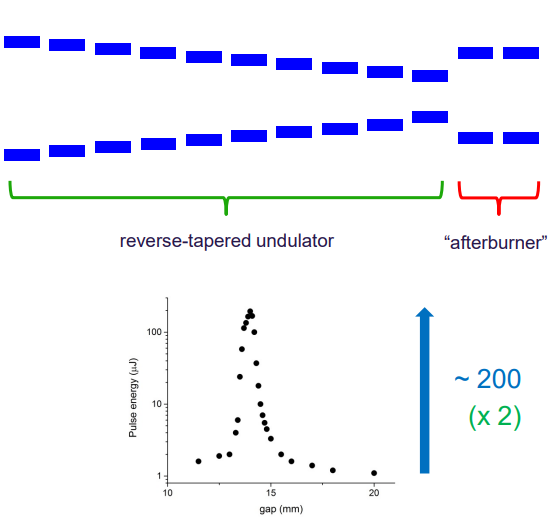 reverse-tapered undulator
“afterburner”
100
10
1
Pulse energy (μJ)
10
15
20
gap (mm)
~ 200
(x 2)